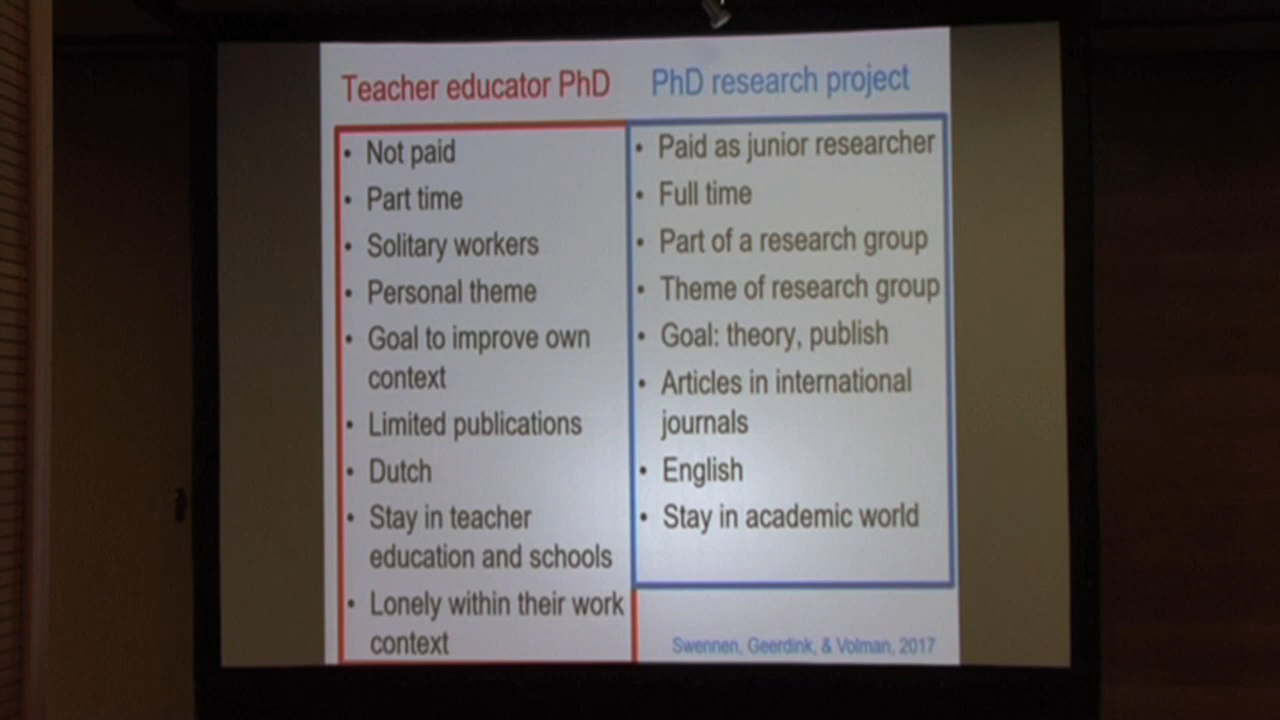 Teacher educator PhD
• Not paid
• Part time
• Solitary workers
• Personal theme
• Goal to improve own
context
• Limited publications
• Dutch
• Stay in teacher
education and schools
• Lonely within their work
context
PhD research project
• Paid as junior researcher
• Full time
• Part of a research group
• Theme of research group
• Goal: theory, publish
• Articles in international
journals
• English
• Stay in academic world
Swennen, Geerdink, & Volman, 2017